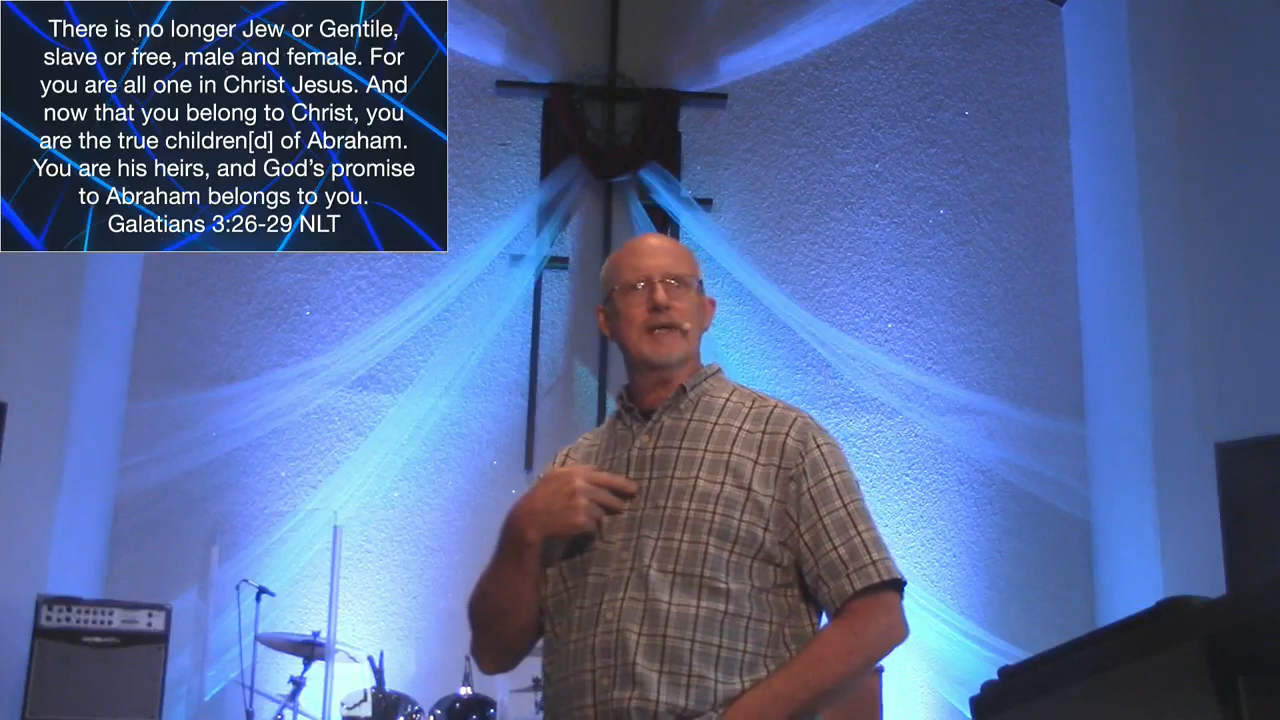 There is no longer Jew or Gentile,
slave or free, male and female. For
you are all one in Christ Jesus. And
now that you belong to Christ, you
are the true children[d] of Abraham.
You are his heirs, and God’s promise
to Abraham belongs to you.
Galatians 3:26-29 NLT